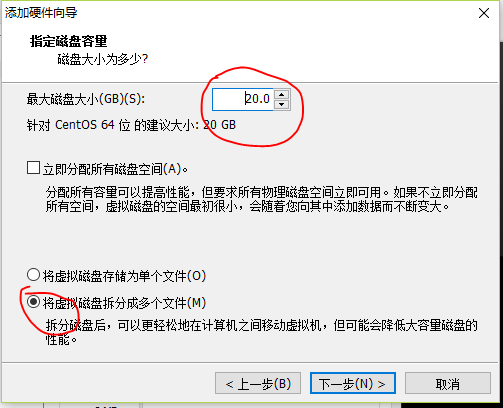 添加硬件向导
指定磁盘容量
磁盘大小为多少?
最大磁盘大小(GB)(S): 20.0
针对 CentOS 64 位 的建议大小: 20 GB
立即分配所有磁盘空间(A)。
分配所有容量可以提高性能，但要求所有物理磁盘空间立即可用。如果不立即分配
所有空间，虚拟磁盘的空间最初很小，会随着您向其中添加数据而不断变大。
将虚拟磁盘存储为单个文件(O)
将虚拟磁盘拆分成多个文件(M)
拆分磁盘后，可以更轻松地在计算机之间移动虚拟机，但可能会降低大容量磁盘的
性能。
< 上一步(B) 下一步(N) > 取消